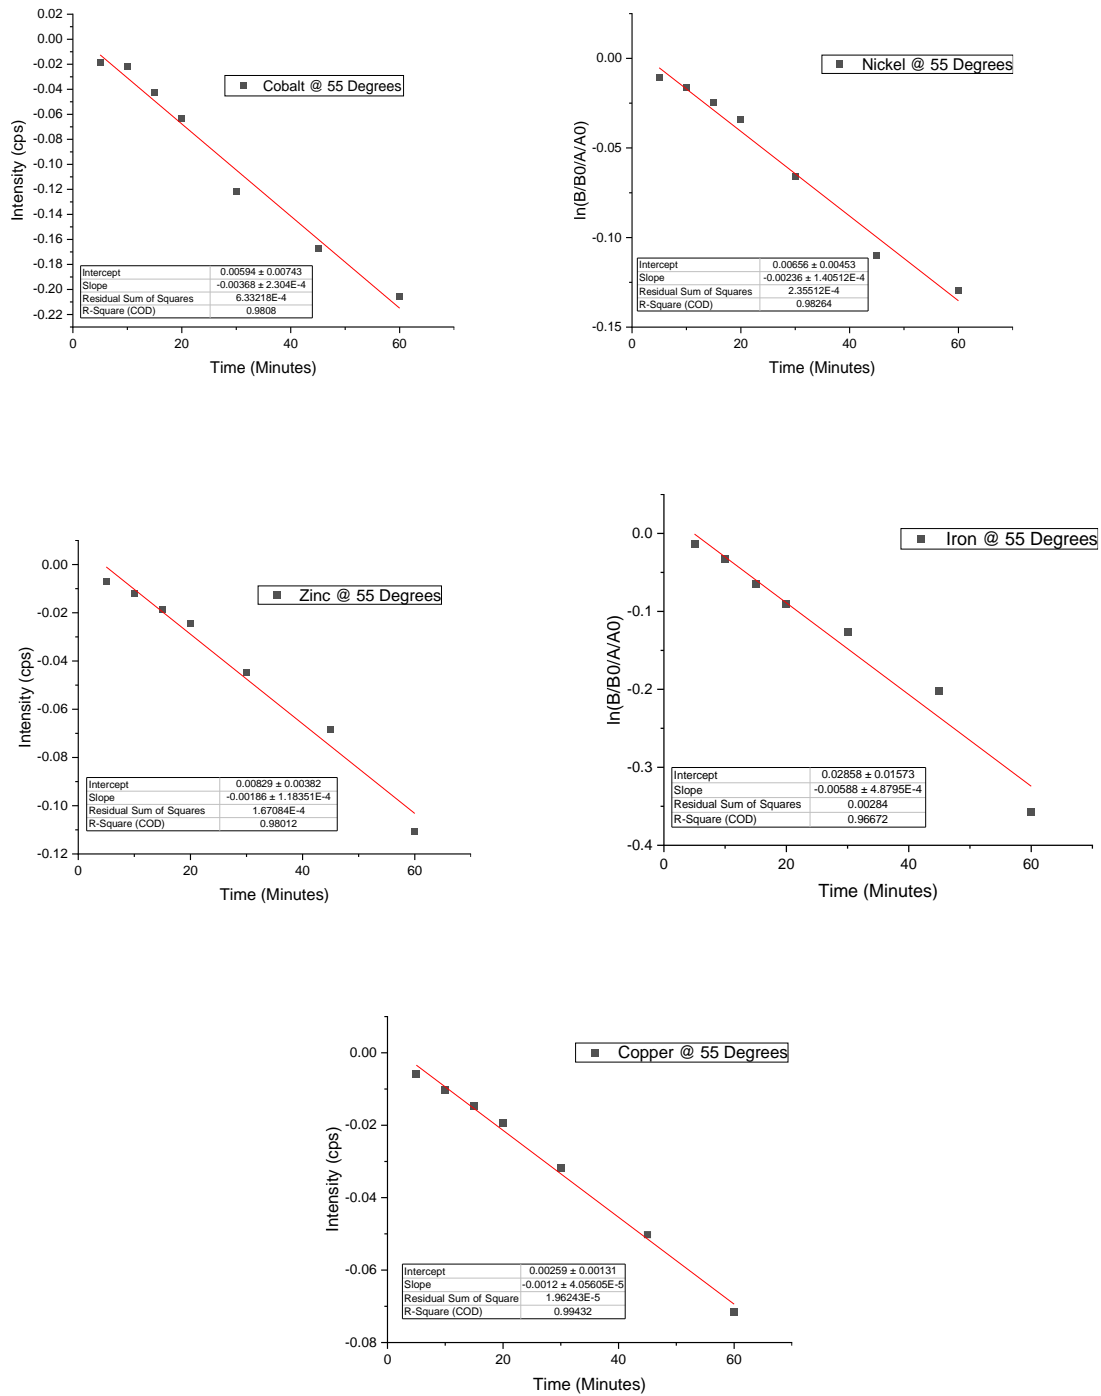 0.02
0.00
-0.02
-0.04
-0.06
-0.08
-0.10
-0.12
-0.14
-0.16
-0.18
-0.20
-0.22
Intensity (cps)
Cobalt @ 55 Degrees
Intercept 0.00594 ± 0.00743
Slope -0.00368 ± 2.304E-4
Residual Sum of Squares 6.33218E-4
R-Square (COD) 0.9808
0 20 40 60
Time (Minutes)
0.00
-0.05
-0.10
-0.15
ln(B/B0/A/A0)
Nickel @ 55 Degrees
Intercept 0.00656 ± 0.00453
Slope -0.00236 ± 1.40512E-4
Residual Sum of Squares 2.35512E-4
R-Square (COD) 0.98264
0 20 40 60
Time (Minutes)
0.00
-0.02
-0.04
-0.06
-0.08
-0.10
-0.12
Intensity (cps)
Zinc @ 55 Degrees
Intercept 0.00829 ± 0.00382
Slope -0.00186 ± 1.18351E-4
Residual Sum of Squares 1.67084E-4
R-Square (COD) 0.98012
0 20 40 60
Time (Minutes)
0.0
-0.1
-0.2
-0.3
-0.4
ln(B/B0/A/A0)
Iron @ 55 Degrees
Intercept 0.02858 ± 0.01573
Slope -0.00588 ± 4.8795E-4
Residual Sum of Squares 0.00284
R-Square (COD) 0.96672
0 20 40 60
Time (Minutes)
0.00
-0.02
-0.04
-0.06
-0.08
Intensity (cps)
Copper @ 55 Degrees
Intercept 0.00259 ± 0.00131
Slope -0.0012 ± 4.05605E-5
Residual Sum of Square 1.96243E-5
R-Square (COD) 0.99432
0 20 40 60
Time (Minutes)